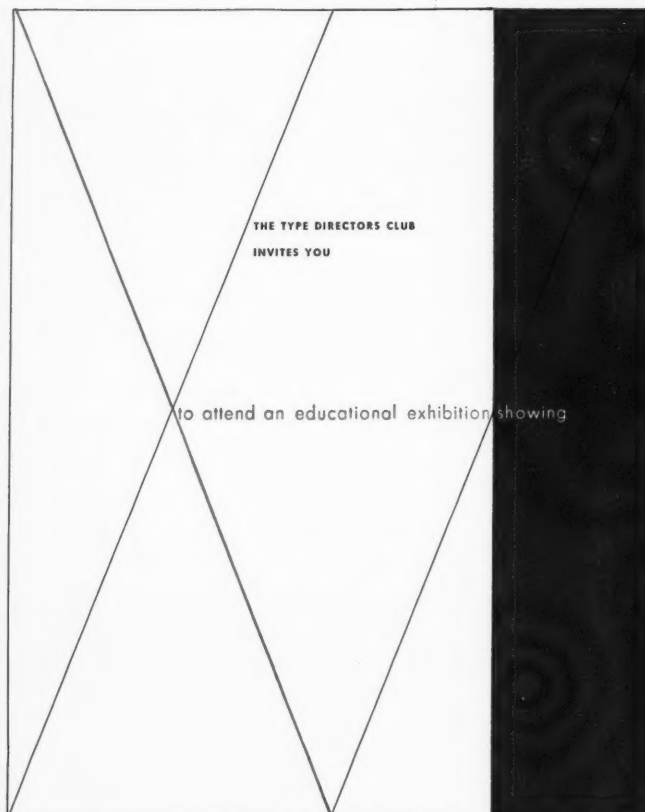 THE TYPE DIRECTORS CLUB
INVITES YOU
to attend an educational exhibition showing